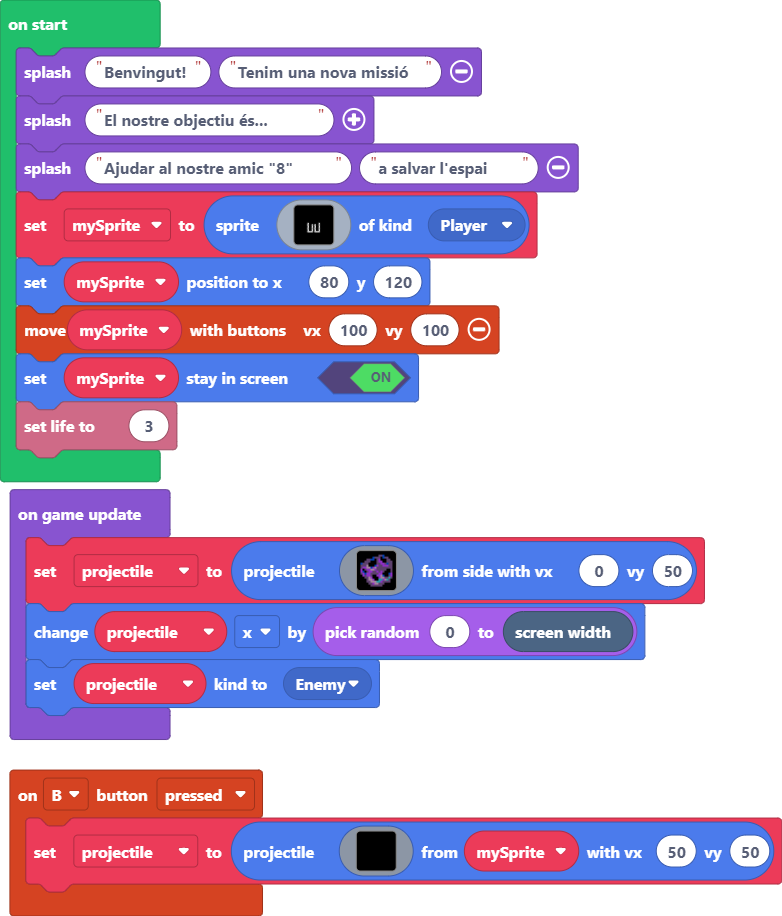 on start
splash "Benvingut!" "Tenim una nova missió"
splash "El nostre objectiu és..."
splash "Ajudar al nostre amic "8"" "a salvar l'espai"
set mySprite to sprite of kind Player
set mySprite position to x 80 y 120
move mySprite with buttons vx 100 vy 100
set mySprite stay in screen ON
set life to 3
on game update
set projectile to projectile from side with vx 0 vy 50
change projectile x by pick random 0 to screen width
set projectile kind to Enemy
on B button pressed
set projectile to projectile from mySprite with vx 50 vy 50